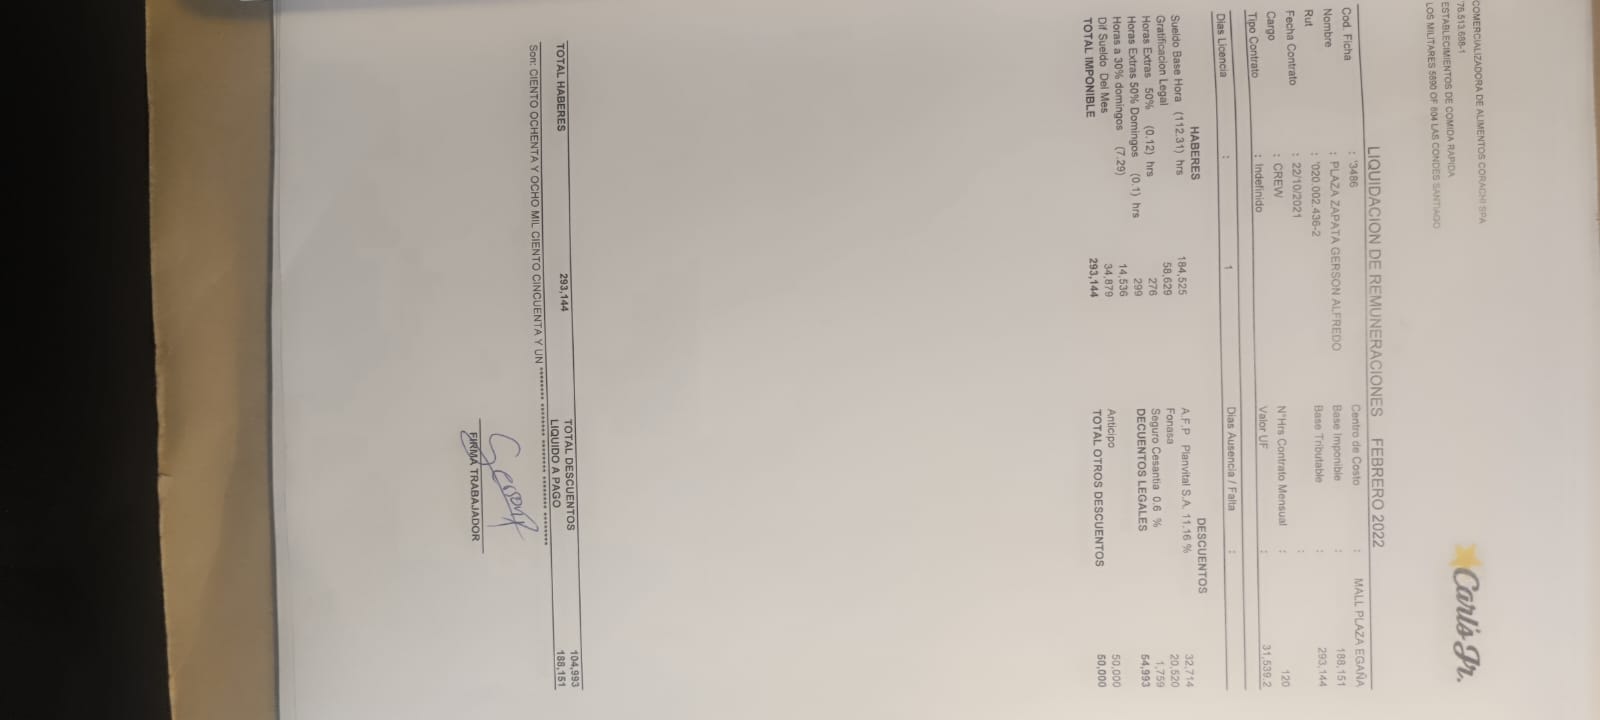 COMERCIALIZADORA DE ALIMENTOS CORACHI SPA
'76.513.688-1
ESTABLECIMIENTOS DE COMIDA RAPIDA
LOS MILITARES 5890 OF 804 LAS CONDES SANTIAGO
Carl's Jr.
LIQUIDACION DE REMUNERACIONES FEBRERO 2022
Cod. Ficha : '3486
Nombre : PLAZA ZAPATA GERSON ALFREDO
Rut : '020.002.436-2
Fecha Contrato : 22/10/2021
Cargo : CREW
Tipo Contrato : Indefinido
Centro de Costo : MALL PLAZA EGAÑA
Base Imponible : 188,151
Base Tributable : 293,144
:
N°Hrs Contrato Mensual : 120
Valor UF : 31,539.2
Dias Licencia : 1
Dias Ausencia / Falta :
HABERES
Sueldo Base Hora (112.31) hrs 184,525
Gratificacion Legal 58,629
Horas Extras 50% (0.12) hrs 276
Horas Extras 50% Domingos (0.1) hrs 299
Horas a 30% domingos (7.29) 14,536
Dif Sueldo Del Mes 34,879
TOTAL IMPONIBLE 293,144
DESCUENTOS
A.F.P Planvital S.A. 11.16 % 32,714
Fonasa 20,520
Seguro Cesantia 0.6 % 1,759
DECUENTOS LEGALES 54,993
Anticipo 50,000
TOTAL OTROS DESCUENTOS 50,000
TOTAL HABERES 293,144
TOTAL DESCUENTOS 104,993
LIQUIDO A PAGO 188,151
Son: CIENTO OCHENTA Y OCHO MIL CIENTO CINCUENTA Y UN ******** ******** ******** ******** ********
Gerson P
FIRMA TRABAJADOR